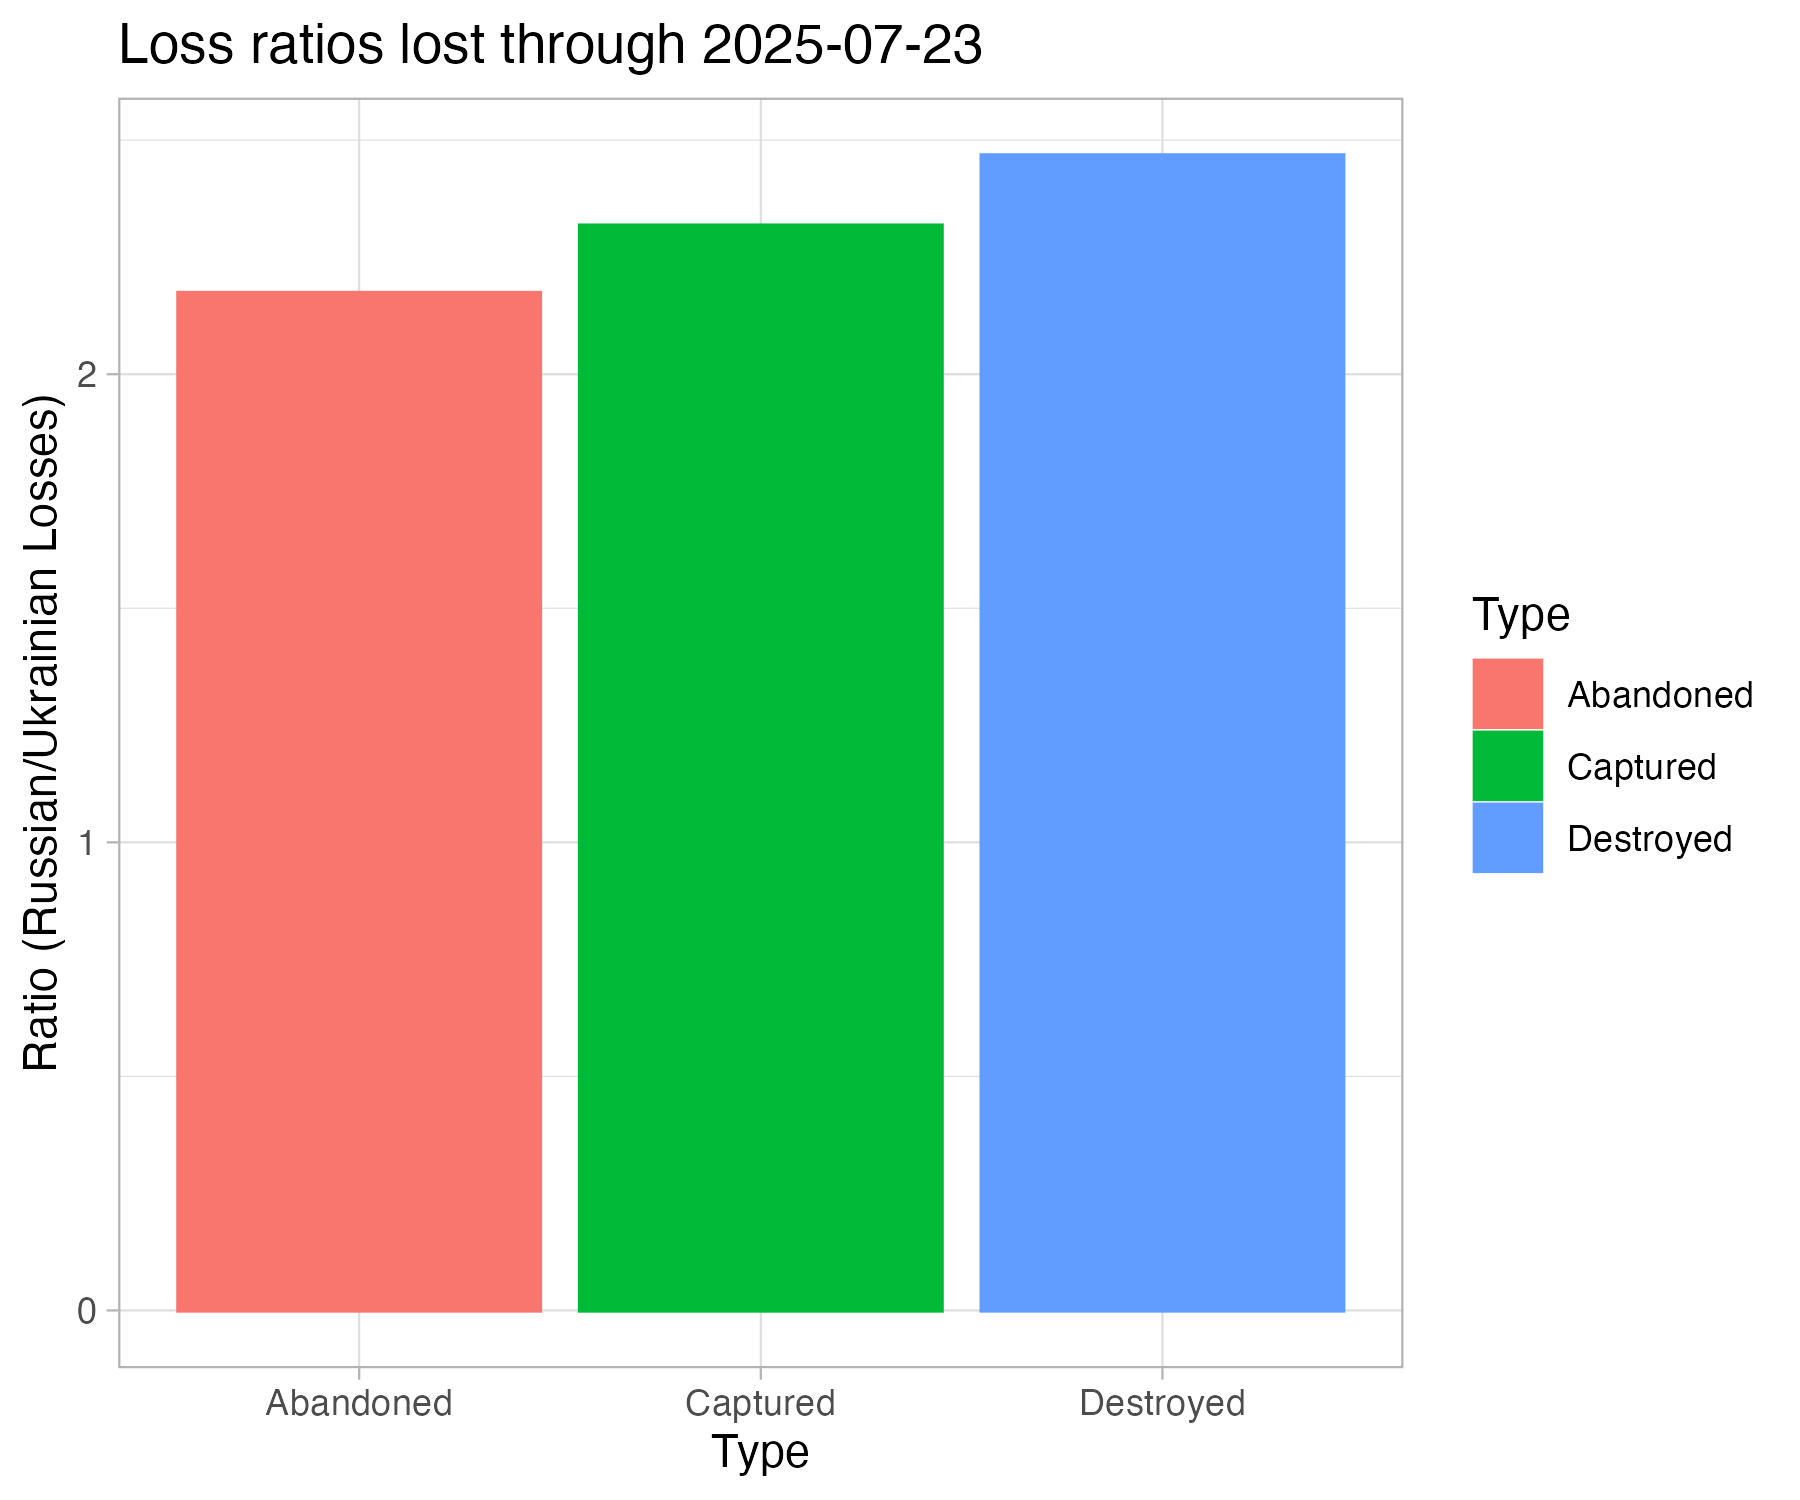 Loss ratios lost through 2025-07-23
Ratio (Russian/Ukrainian Losses)
2
1
0
Abandoned
Captured
Destroyed
Type
Type
Abandoned
Captured
Destroyed